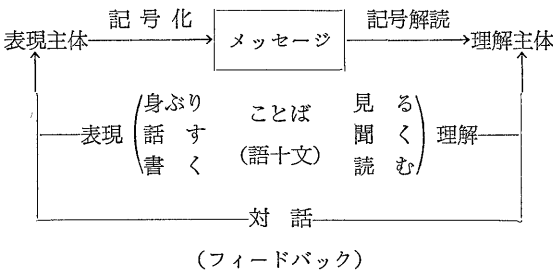 表現主体 記号化 メッセージ 記号解読 理解主体
身ぶり ことば 見る
表現 話す 聞く 理解
書く (語十文) 読む
対話
(フィードバック)